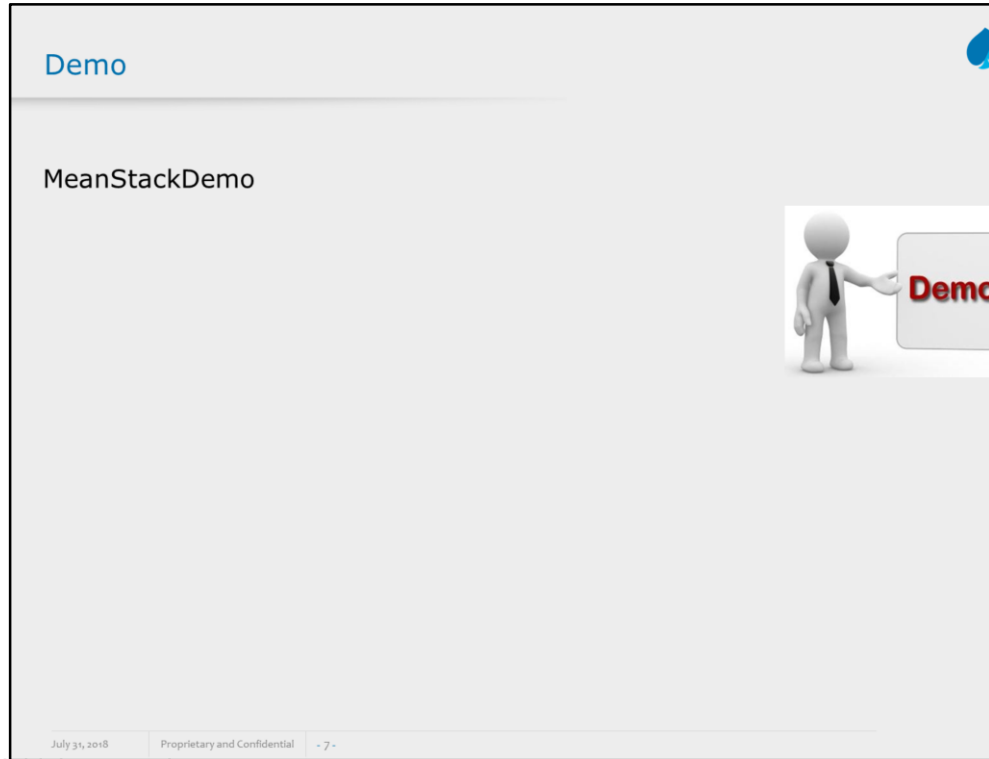 Demo
MeanStackDemo
Demo
July 31, 2018 Proprietary and Confidential - 7 -